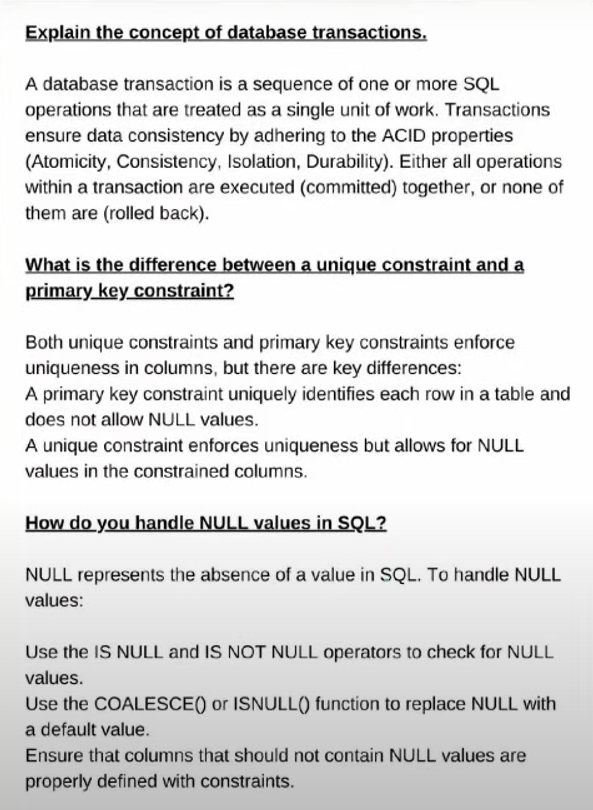 Explain the concept of database transactions.
A database transaction is a sequence of one or more SQL
operations that are treated as a single unit of work. Transactions
ensure data consistency by adhering to the ACID properties
(Atomicity, Consistency, Isolation, Durability). Either all operations
within a transaction are executed (committed) together, or none of
them are (rolled back).
What is the difference between a unique constraint and a
primary key constraint?
Both unique constraints and primary key constraints enforce
uniqueness in columns, but there are key differences:
A primary key constraint uniquely identifies each row in a table and
does not allow NULL values.
A unique constraint enforces uniqueness but allows for NULL
values in the constrained columns.
How do you handle NULL values in SQL?
NULL represents the absence of a value in SQL. To handle NULL
values:
Use the IS NULL and IS NOT NULL operators to check for NULL
values.
Use the COALESCE() or ISNULL() function to replace NULL with
a default value.
Ensure that columns that should not contain NULL values are
properly defined with constraints.